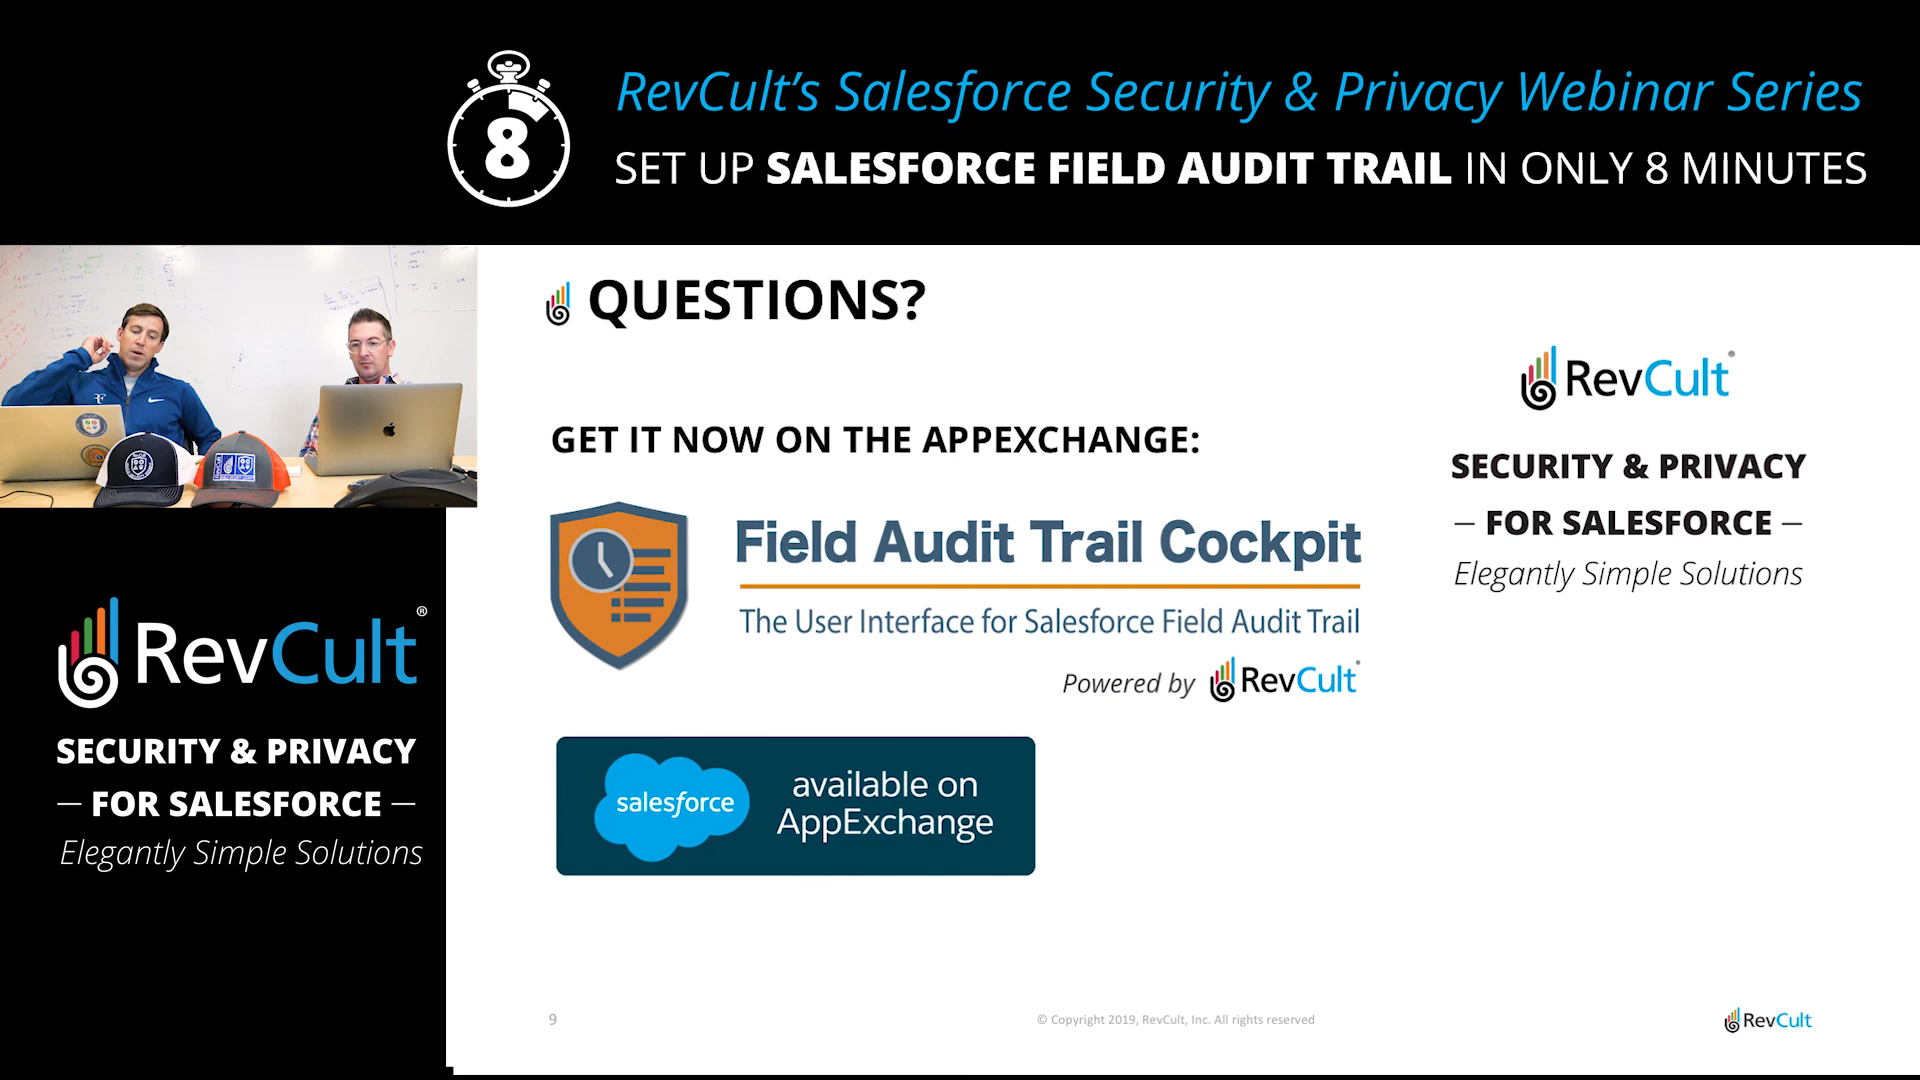 8
RevCult's Salesforce Security & Privacy Webinar Series
SET UP SALESFORCE FIELD AUDIT TRAIL IN ONLY 8 MINUTES
RevCult®
SECURITY & PRIVACY
– FOR SALESFORCE –
Elegantly Simple Solutions
QUESTIONS?
GET IT NOW ON THE APPEXCHANGE:
Field Audit Trail Cockpit
The User Interface for Salesforce Field Audit Trail
Powered by RevCult®
salesforce
available on
AppExchange
RevCult®
SECURITY & PRIVACY
– FOR SALESFORCE –
Elegantly Simple Solutions
9
© Copyright 2019, RevCult, Inc. All rights reserved
RevCult